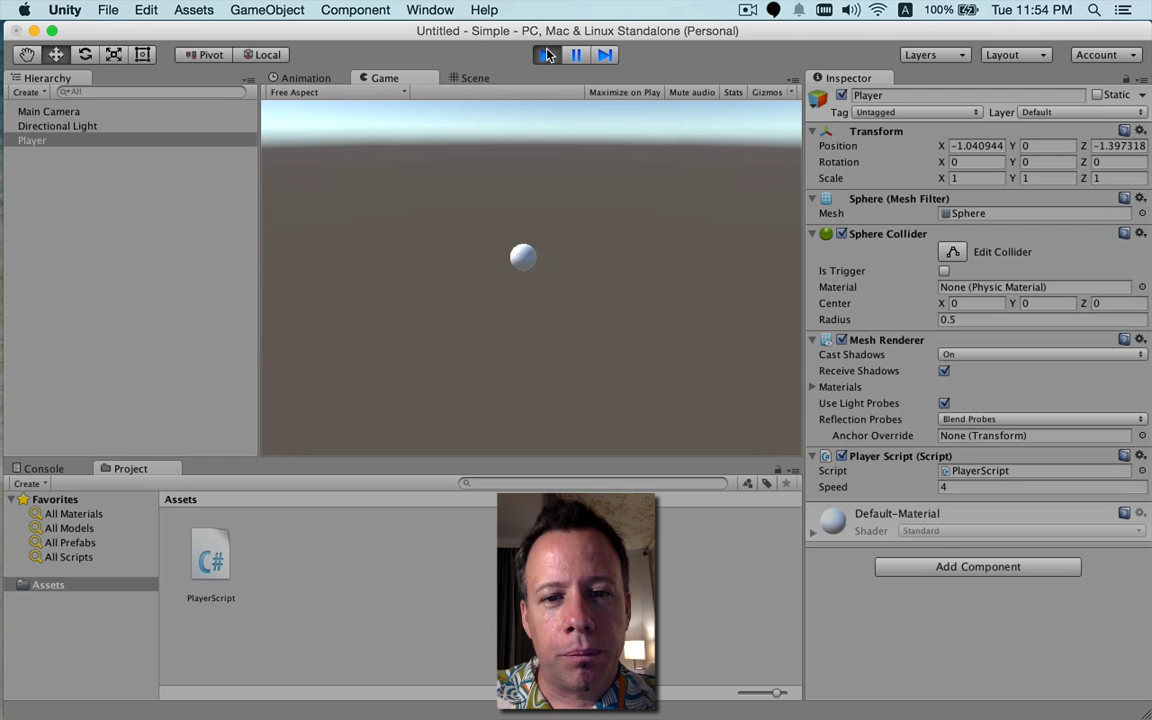 Unity File Edit Assets GameObject Component Window Help
A 100% Tue 11:54 PM
Untitled - Simple - PC, Mac & Linux Standalone (Personal)
Pivot Local Layers Layout Account
Hierarchy
Create All
Main Camera
Directional Light
Player
Animation Game Scene
Free Aspect Maximize on Play Mute audio Stats Gizmos
Inspector
Player Static
Tag Untagged Layer Default
Transform
Position X -1.040944 Y 0 Z -1.397318
Rotation X 0 Y 0 Z 0
Scale X 1 Y 1 Z 1
Sphere (Mesh Filter)
Mesh Sphere
Sphere Collider
Edit Collider
Is Trigger
Material None (Physic Material)
Center X 0 Y 0 Z 0
Radius 0.5
Mesh Renderer
Cast Shadows On
Receive Shadows
Materials
Use Light Probes
Reflection Probes Blend Probes
Anchor Override None (Transform)
Player Script (Script)
Script PlayerScript
Speed 4
Default-Material
Shader Standard
Add Component
Console Project
Create
Favorites
All Materials
All Models
All Prefabs
All Scripts
Assets
Assets
C#
PlayerScript